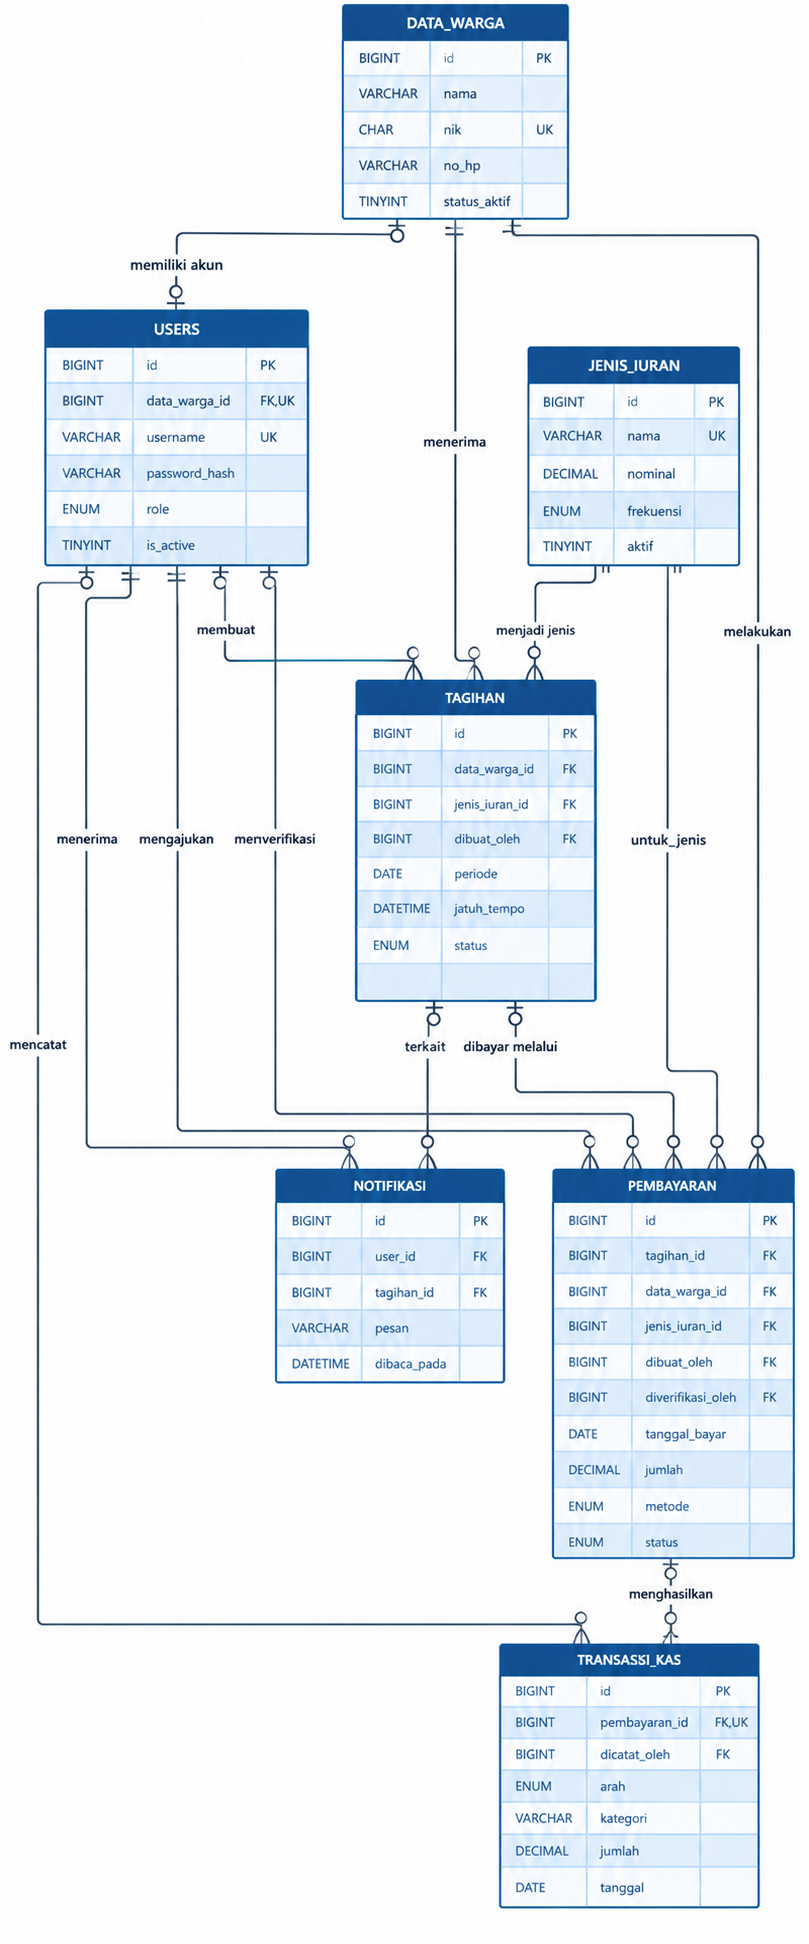 DATA_WARGA
BIGINT id PK
VARCHAR nama
CHAR nik UK
VARCHAR no_hp
TINYINT status_aktif
memiliki akun
USERS
BIGINT id PK
BIGINT data_warga_id FK,UK
VARCHAR username UK
VARCHAR password_hash
ENUM role
TINYINT is_active
menerima
JENIS_IURAN
BIGINT id PK
VARCHAR nama UK
DECIMAL nominal
ENUM frekuensi
TINYINT aktif
membuat
menjadi jenis
melakukan
TAGIHAN
BIGINT id PK
BIGINT data_warga_id FK
BIGINT jenis_iuran_id FK
BIGINT dibuat_oleh FK
DATE periode
DATETIME jatuh_tempo
ENUM status
menerima
mengajukan
menverifikasi
untuk_jenis
mencatat
terkait
dibayar melalui
NOTIFIKASI
BIGINT id PK
BIGINT user_id FK
BIGINT tagihan_id FK
VARCHAR pesan
DATETIME dibaca_pada
PEMBAYARAN
BIGINT id PK
BIGINT tagihan_id FK
BIGINT data_warga_id FK
BIGINT jenis_iuran_id FK
BIGINT dibuat_oleh FK
BIGINT diverifikasi_oleh FK
DATE tanggal_bayar
DECIMAL jumlah
ENUM metode
ENUM status
menghasilkan
BIGINT id PK
BIGINT pembayaran_id FK,UK
BIGINT dicatat_oleh FK
ENUM arah
VARCHAR kategori
DECIMAL jumlah
DATE tanggal